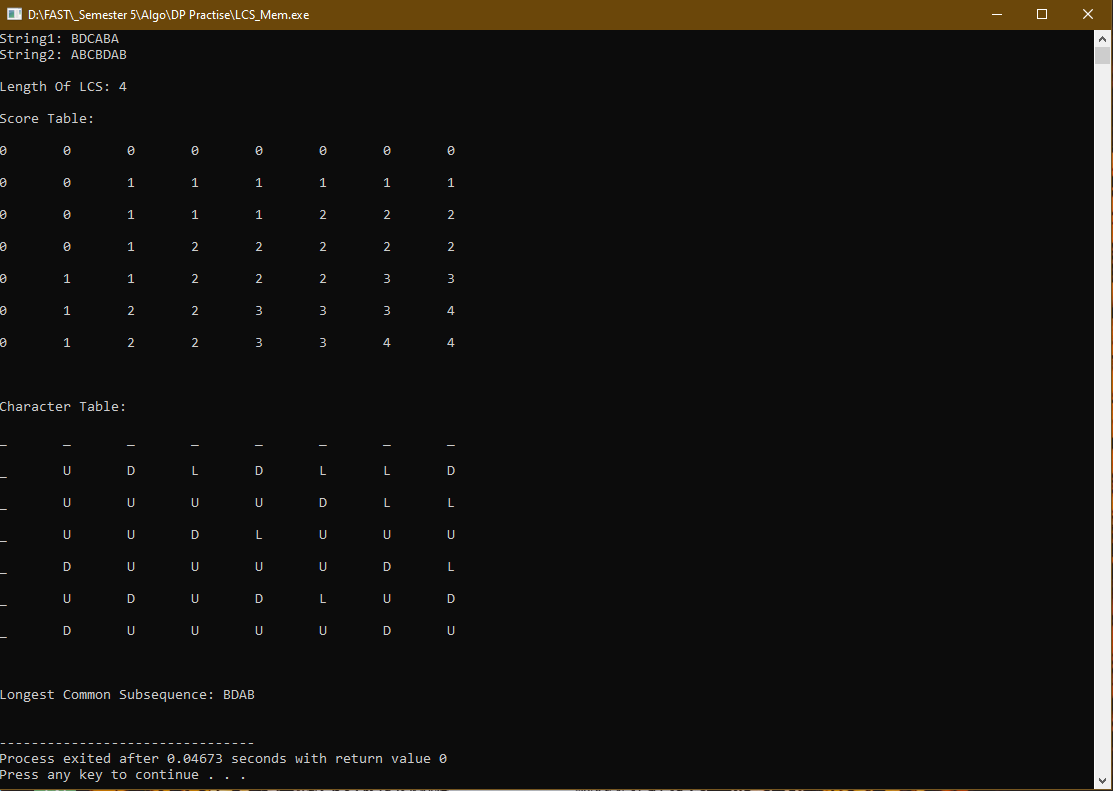 D:\FAST\_Semester 5\Algo\DP Practise\LCS_Mem.exe
String1: BDCABA
String2: ABCBDAB
Length Of LCS: 4
Score Table:
0 0 0 0 0 0 0 0
0 0 1 1 1 1 1 1
0 0 1 1 1 2 2 2
0 0 1 2 2 2 2 2
0 1 1 2 2 2 3 3
0 1 2 2 3 3 3 4
0 1 2 2 3 3 4 4
Character Table:
_ _ _ _ _ _ _ _
_ U D L D L L D
_ U U U U D L L
_ U U D L U U U
_ D U U U U D L
_ U D U D L U D
_ D U U U U D U
Longest Common Subsequence: BDAB
--------------------------------
Process exited after 0.04673 seconds with return value 0
Press any key to continue . . .